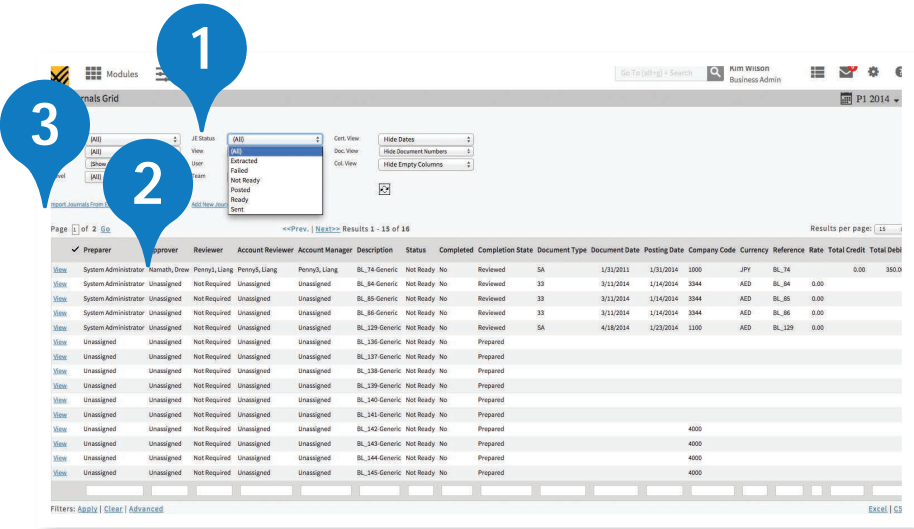 1
Modules
Go To (alt+g) + Search
Kim Wilson
Business Admin
3
rnals Grid
P1 2014
(All)
JE Status
(All)
Cert. View
Hide Dates
(All)
View
(All)
Doc. View
Hide Document Numbers
(Show
User
Extracted
Col. View
Hide Empty Columns
Failed
2
vel
(All)
Team
Not Ready
Posted
Ready
Import Journals From E
Add New Jour
Sent
Page 1 of 2 Go
<<Prev. | Next>> Results 1 - 15 of 16
Results per page: 15
✓ Preparer Approver Reviewer Account Reviewer Account Manager Description Status Completed Completion State Document Type Document Date Posting Date Company Code Currency Reference Rate Total Credit Total Debi
View System Administrator Namath, Drew Penny1, Liang Penny5, Liang Penny3, Liang BL_74-Generic Not Ready No Reviewed SA 1/31/2011 1/31/2014 1000 JPY BL_74 0.00 350.0
View System Administrator Unassigned Not Required Unassigned Unassigned BL_84-Generic Not Ready No Reviewed 33 3/11/2014 1/14/2014 3344 AED BL_84 0.00
View System Administrator Unassigned Not Required Unassigned Unassigned BL_85-Generic Not Ready No Reviewed 33 3/11/2014 1/14/2014 3344 AED BL_85 0.00
View System Administrator Unassigned Not Required Unassigned Unassigned BL_86-Generic Not Ready No Reviewed 33 3/11/2014 1/14/2014 3344 AED BL_86 0.00
View System Administrator Unassigned Not Required Unassigned Unassigned BL_129-Generic Not Ready No Reviewed SA 4/18/2014 1/23/2014 1100 AED BL_129 0.00
View Unassigned Unassigned Not Required Unassigned Unassigned BL_136-Generic Not Ready No Prepared
View Unassigned Unassigned Not Required Unassigned Unassigned BL_137-Generic Not Ready No Prepared
View Unassigned Unassigned Not Required Unassigned Unassigned BL_138-Generic Not Ready No Prepared
View Unassigned Unassigned Not Required Unassigned Unassigned BL_139-Generic Not Ready No Prepared
View Unassigned Unassigned Not Required Unassigned Unassigned BL_140-Generic Not Ready No Prepared
View Unassigned Unassigned Not Required Unassigned Unassigned BL_141-Generic Not Ready No Prepared
View Unassigned Unassigned Not Required Unassigned Unassigned BL_142-Generic Not Ready No Prepared 4000
View Unassigned Unassigned Not Required Unassigned Unassigned BL_143-Generic Not Ready No Prepared 4000
View Unassigned Unassigned Not Required Unassigned Unassigned BL_144-Generic Not Ready No Prepared 4000
View Unassigned Unassigned Not Required Unassigned Unassigned BL_145-Generic Not Ready No Prepared 4000
Filters: Apply | Clear | Advanced
Excel | CS